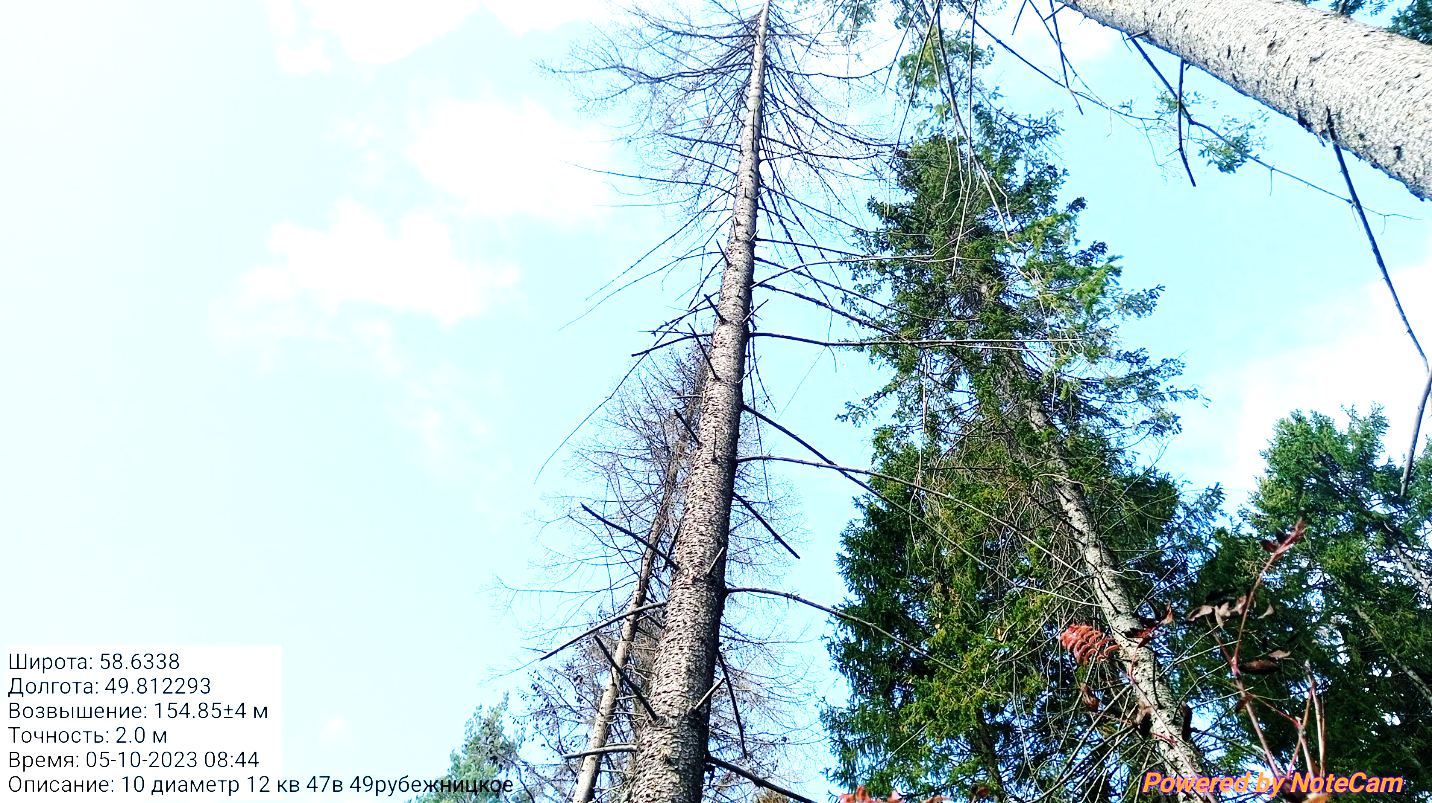 Широта: 58.6338
Долгота: 49.812293
Возвышение: 154.85±4 м
Точность: 2.0 м
Время: 05-10-2023 08:44
Описание: 10 диаметр 12 кв 47в 49рубежницкое
Powered by NoteCam